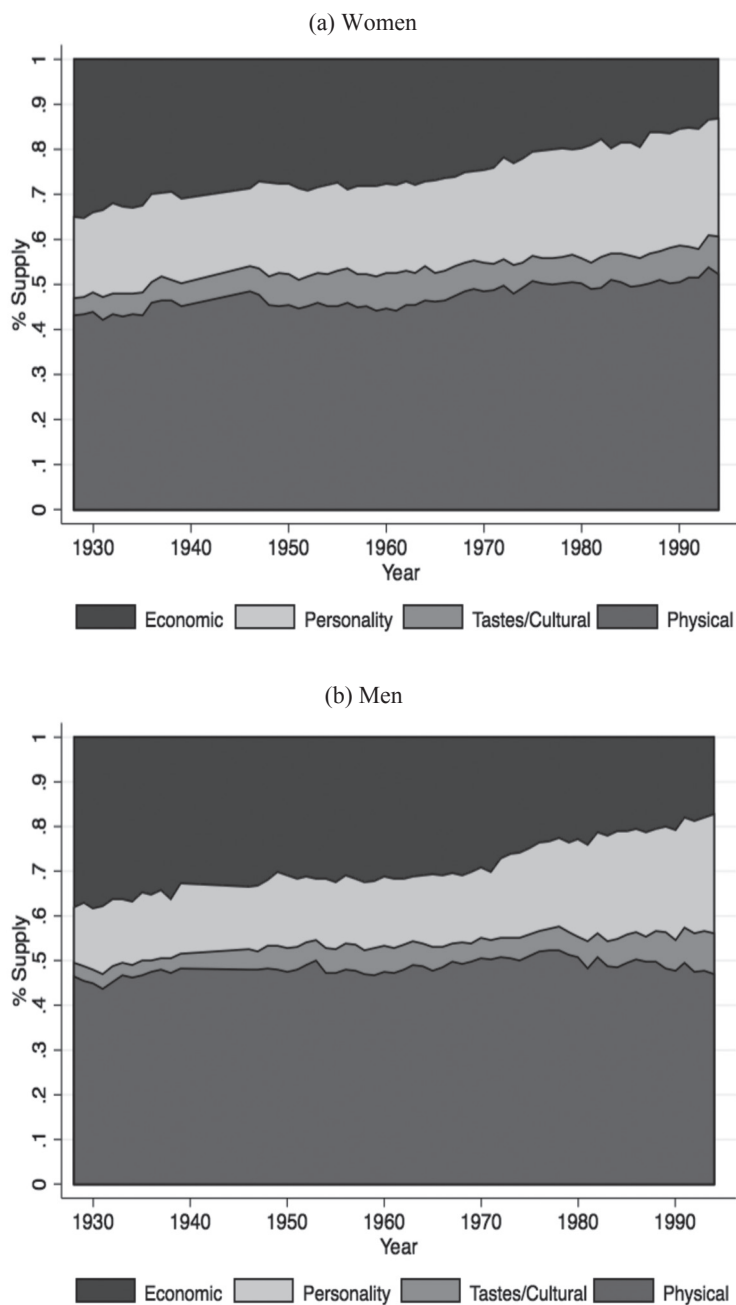 (a) Women
% Supply
1
.9
.8
.7
.6
.5
.4
.3
.2
.1
0
1930 1940 1950 1960 1970 1980 1990
Year
Economic Personality Tastes/Cultural Physical
(b) Men
% Supply
1
.9
.8
.7
.6
.5
.4
.3
.2
.1
0
1930 1940 1950 1960 1970 1980 1990
Year
Economic Personality Tastes/Cultural Physical